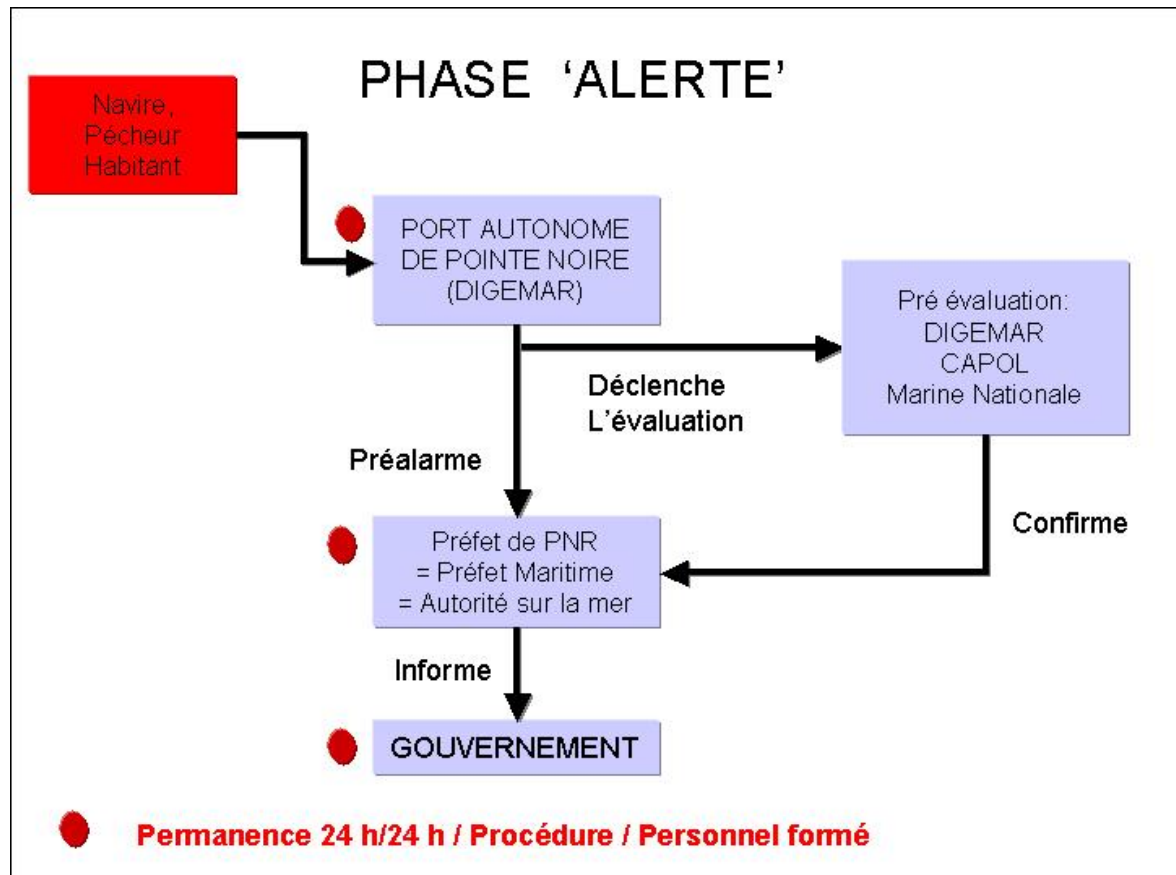 PHASE 'ALERTE'
Navire,
Pécheur
Habitant
PORT AUTONOME
DE POINTE NOIRE
(DIGEMAR)
Pré évaluation:
DIGEMAR
CAPOL
Marine Nationale
Déclenche
L'évaluation
Préalarme
Confirme
Préfet de PNR
= Préfet Maritime
= Autorité sur la mer
Informe
GOUVERNEMENT
Permanence 24 h/24 h / Procédure / Personnel formé